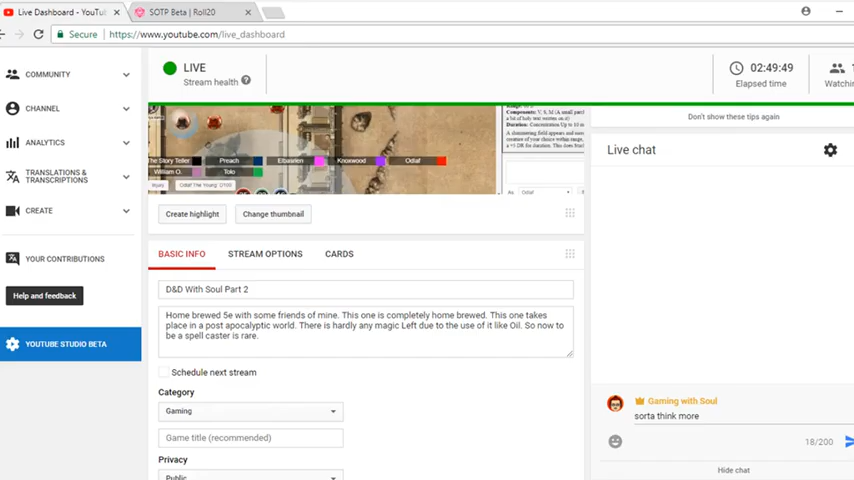 Live Dashboard - YouTu
SOTP Beta | Roll20
Secure
https://www.youtube.com/live_dashboard
COMMUNITY
CHANNEL
ANALYTICS
TRANSLATIONS &
TRANSCRIPTIONS
CREATE
YOUR CONTRIBUTIONS
Help and feedback
YOUTUBE STUDIO BETA
LIVE
Stream health
02:49:49
Elapsed time
Watchin
The Story Teller
Preach
Elbasnen
Knoxwood
Odlaf
William O.
Tolo
Create highlight
Change thumbnail
BASIC INFO
STREAM OPTIONS
CARDS
D&D With Soul Part 2
Home brewed 5e with some friends of mine. This one is completely home brewed. This one takes
place in a post apocalyptic world. There is hardly any magic Left due to the use of it like Oil. So now to
be a spell caster is rare.
Schedule next stream
Category
Gaming
Game title (recommended)
Privacy
Public
Don't show these tips again
Live chat
Gaming with Soul
sorta think more
18/200
Hide chat